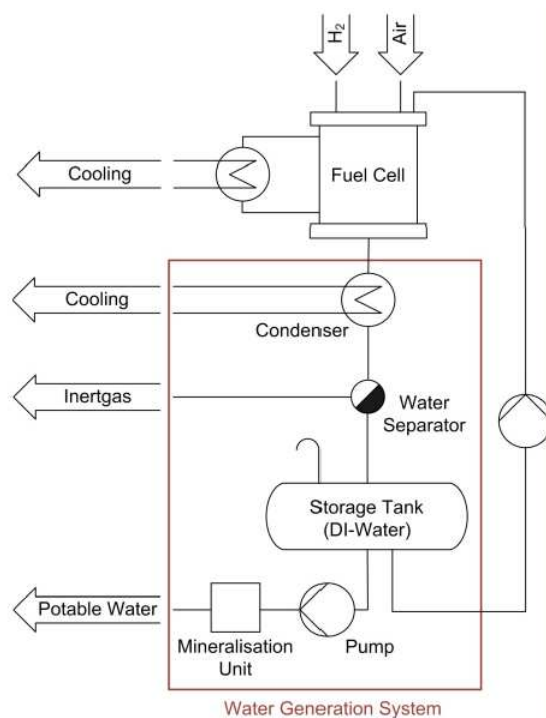 H2
Air
Fuel Cell
Cooling
Cooling
Condenser
Inertgas
Water
Separator
Storage Tank
(DI-Water)
Potable Water
Mineralisation
Unit
Pump
Water Generation System